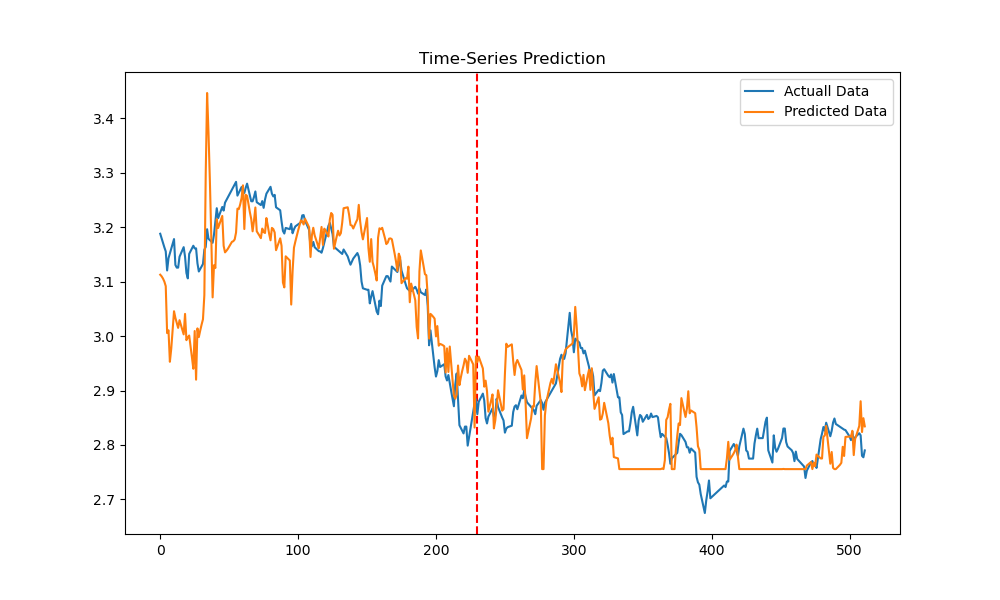 Time-Series Prediction
Actuall Data
Predicted Data
3.4
3.3
3.2
3.1
3.0
2.9
2.8
2.7
0 100 200 300 400 500